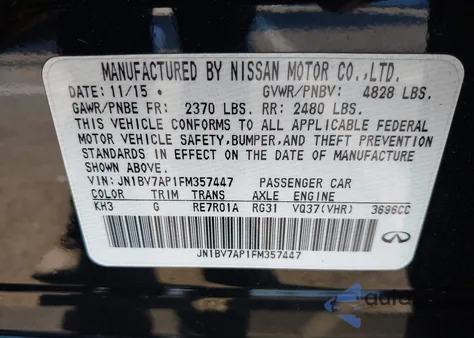 MANUFACTURED BY NISSAN MOTOR CO.,LTD.
DATE: 11/15 • GVWR/PNBV: 4828 LBS.
GAWR/PNBE FR: 2370 LBS. RR: 2480 LBS.
THIS VEHICLE CONFORMS TO ALL APPLICABLE FEDERAL
MOTOR VEHICLE SAFETY,BUMPER,AND THEFT PREVENTION
STANDARDS IN EFFECT ON THE DATE OF MANUFACTURE
SHOWN ABOVE.
VIN: JN1BV7AP1FM357447 PASSENGER CAR
COLOR TRIM TRANS AXLE ENGINE
KH3 G RE7R01A RG31 VQ37(VHR) 3696CC
JN1BV7AP1FM357447